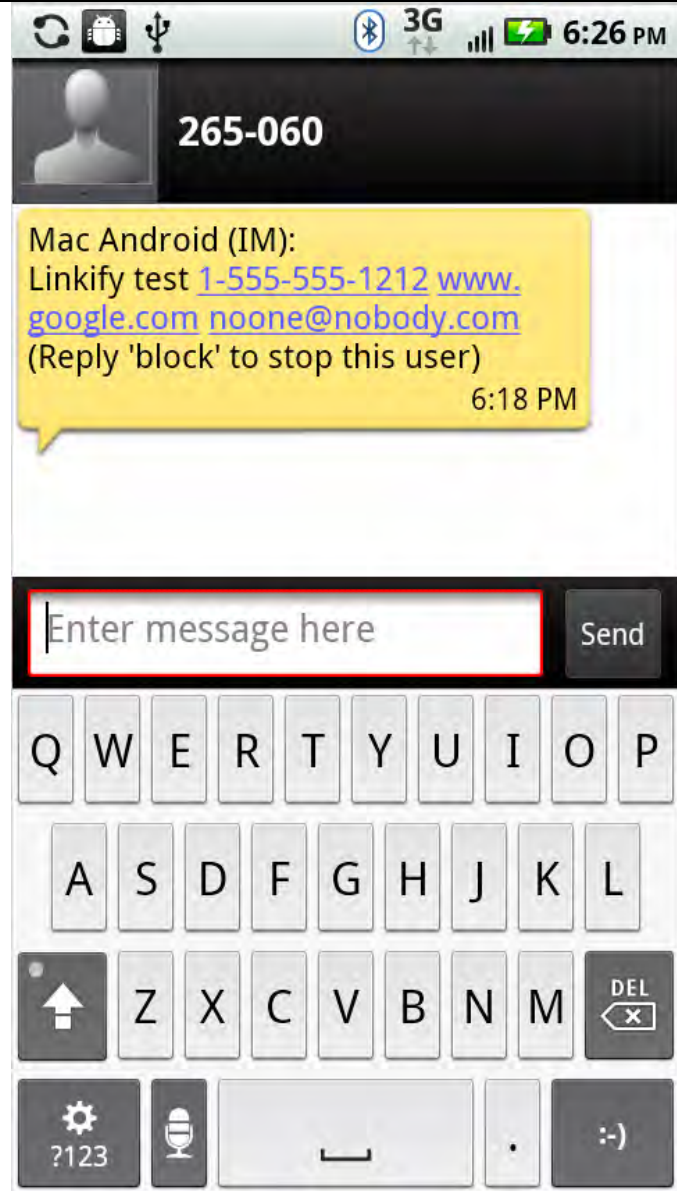 3G 6:26 PM
265-060
Mac Android (IM):
Linkify test 1-555-555-1212 www.
google.com noone@nobody.com
(Reply 'block' to stop this user)
6:18 PM
Enter message here Send
Q W E R T Y U I O P
A S D F G H J K L
Z X C V B N M DEL
?123 . :-)